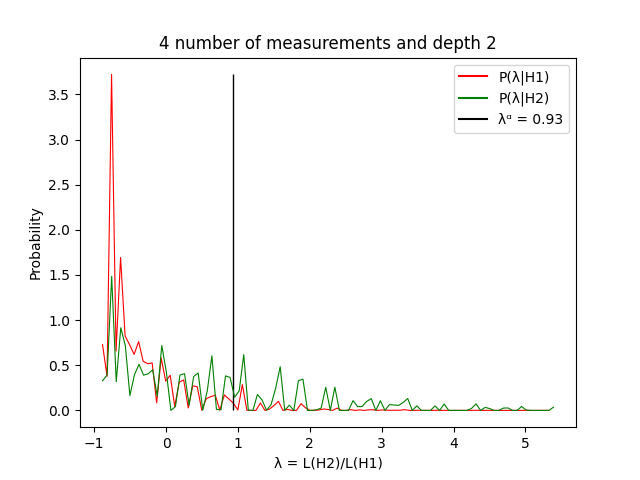 4 number of measurements and depth 2
P(λ|H1)
P(λ|H2)
λᵅ = 0.93
Probability
3.5
3.0
2.5
2.0
1.5
1.0
0.5
0.0
−1
0
1
2
3
4
5
λ = L(H2)/L(H1)